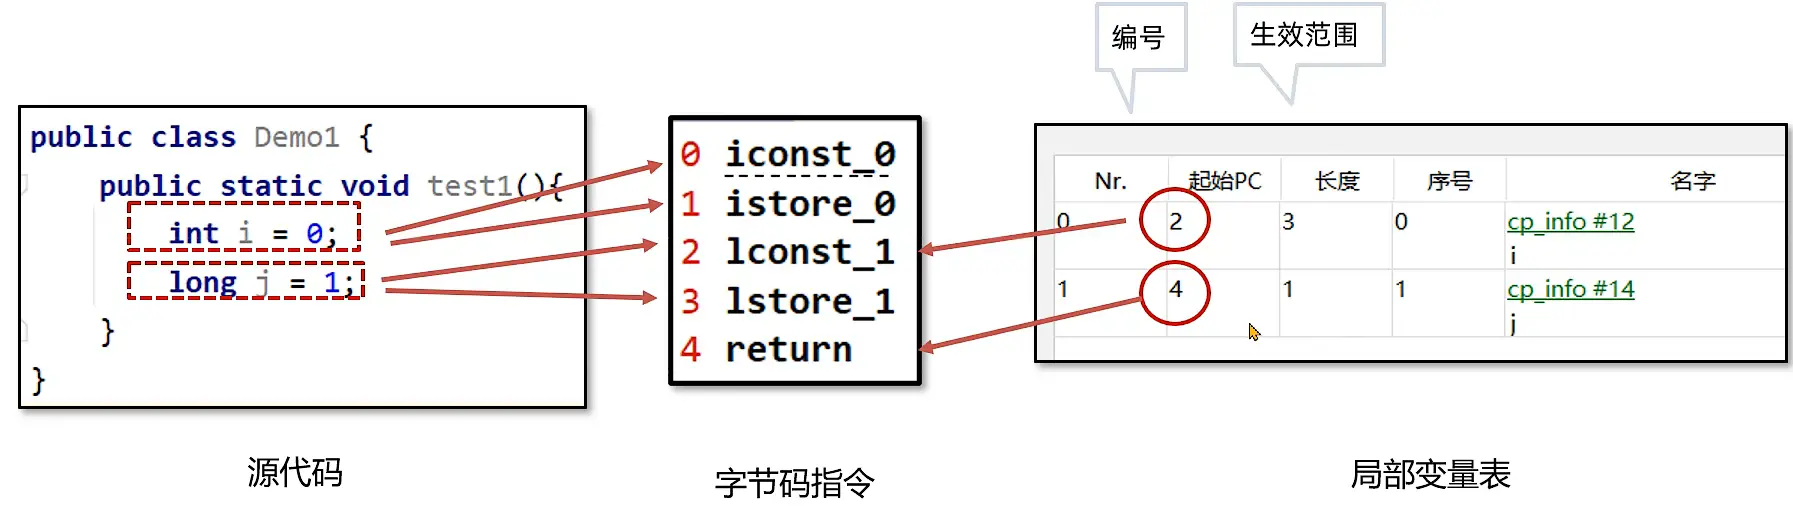 编号
生效范围
public class Demo1 {
public static void test1(){
int i = 0;
long j = 1;
}
}
0 iconst_0
1 istore_0
2 lconst_1
3 lstore_1
4 return
Nr. 起始PC 长度 序号 名字
0 2 3 0 cp_info #12
i
1 4 1 1 cp_info #14
j
源代码
字节码指令
局部变量表